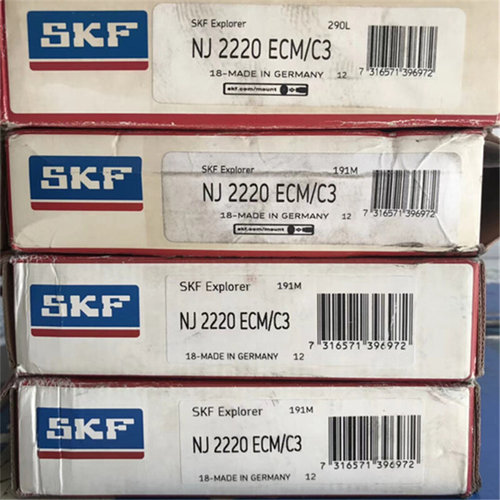 SKF
SKF Explorer 290L
NJ 2220 ECM/C3
18-MADE IN GERMANY 12
7 316571 396972
skf.com/mount
SKF
SKF Explorer 191M
NJ 2220 ECM/C3
18-MADE IN GERMANY 12
7 316571 396972
skf.com/mount
SKF
SKF Explorer 191M
NJ 2220 ECM/C3
18-MADE IN GERMANY 12
7 316571 396972
SKF
SKF Explorer 191M
NJ 2220 ECM/C3
18-MADE IN GERMANY 12
7 316571 396972